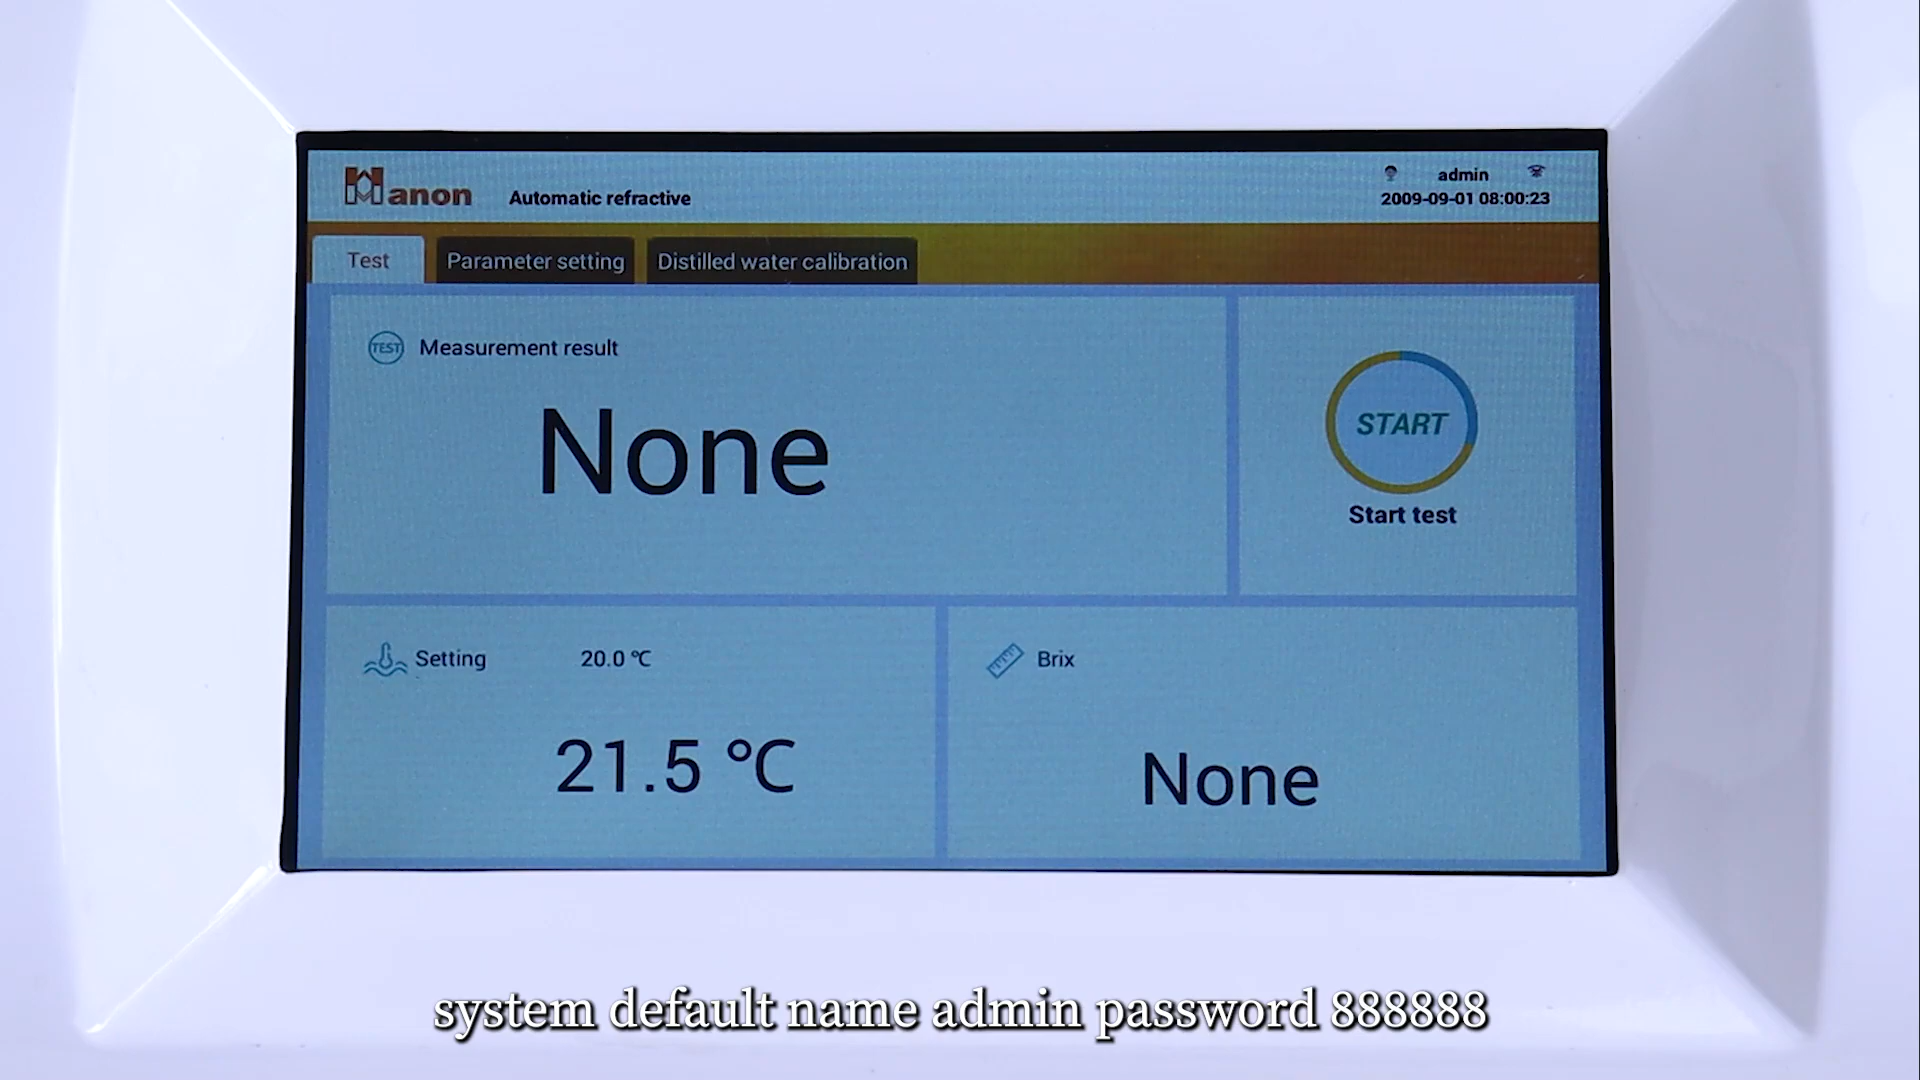 Hanon
Automatic refractive
admin
2009-09-01 08:00:23
Test
Parameter setting
Distilled water calibration
TEST
Measurement result
None
START
Start test
Setting
20.0 ℃
21.5 ℃
Brix
None
system default name admin password 888888